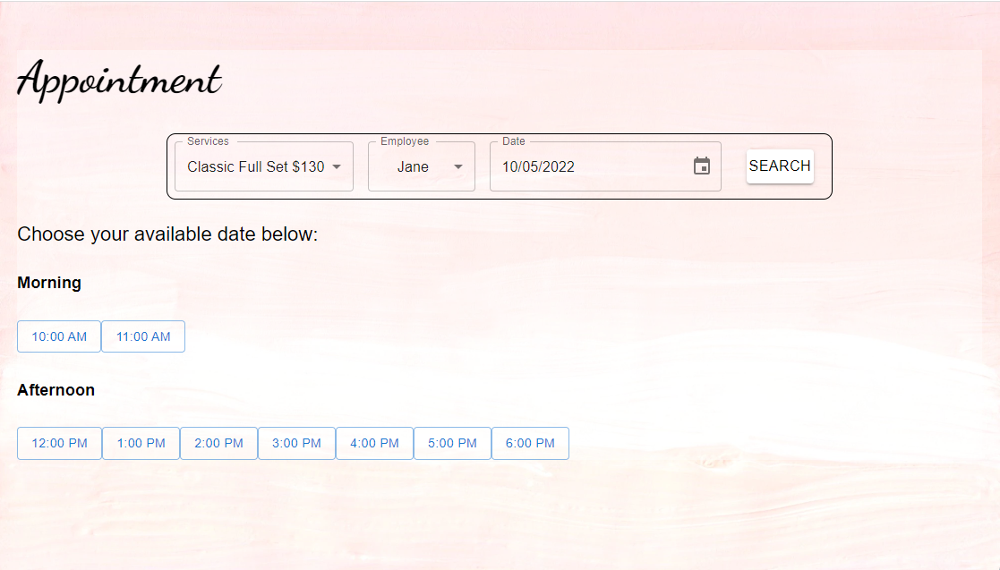 Appointment
Services Employee Date
Classic Full Set $130 Jane 10/05/2022 SEARCH
Choose your available date below:
Morning
10:00 AM 11:00 AM
Afternoon
12:00 PM 1:00 PM 2:00 PM 3:00 PM 4:00 PM 5:00 PM 6:00 PM